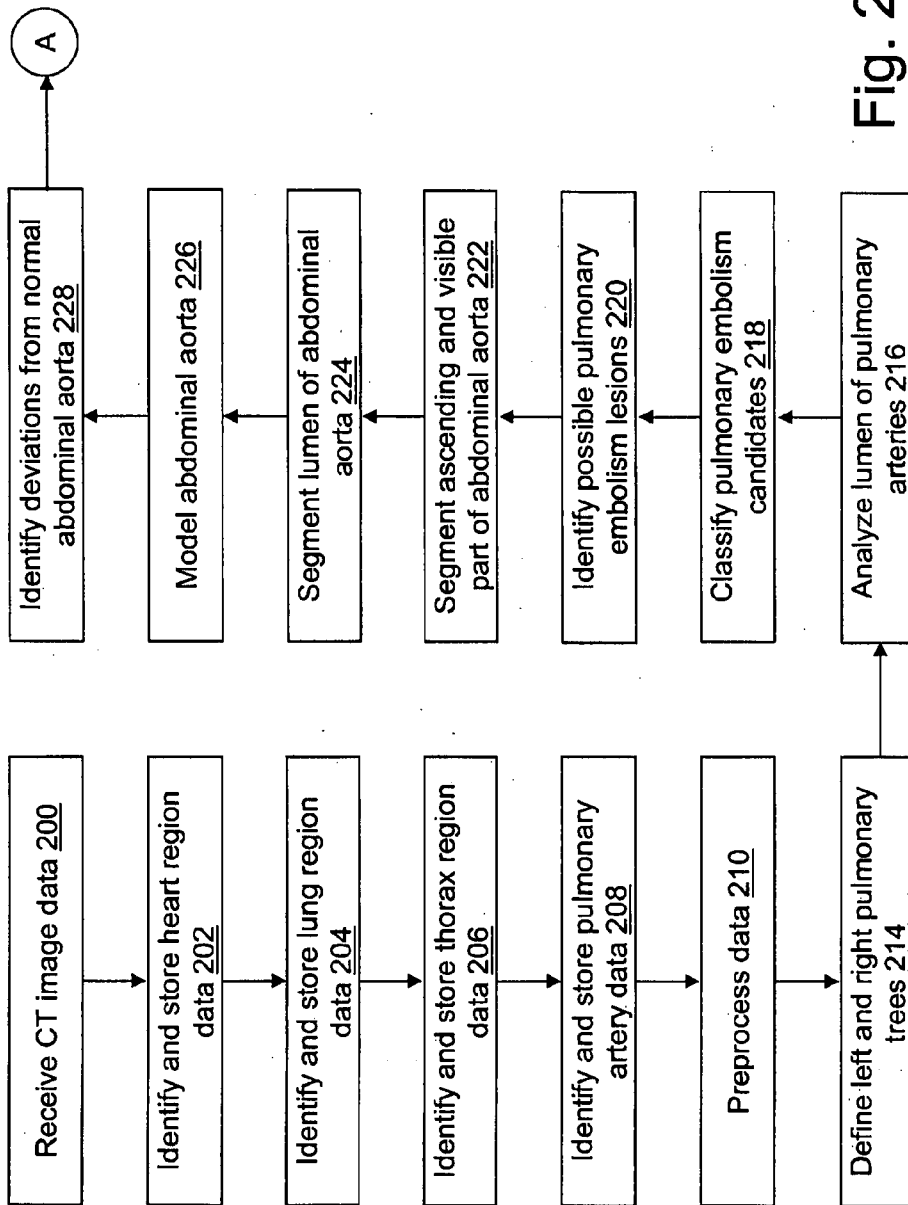 Receive CT image data 200
Identify and store heart region
data 202
Identify and store lung region
data 204
Identify and store thorax region
data 206
Identify and store pulmonary
artery data 208
Preprocess data 210
Define left and right pulmonary
trees 214
Analyze lumen of pulmonary
arteries 216
Classify pulmonary embolism
candidates 218
Identify possible pulmonary
embolism lesions 220
Segment ascending and visible
part of abdominal aorta 222
Segment lumen of abdominal
aorta 224
Model abdominal aorta 226
Identify deviations from normal
abdominal aorta 228
A
Fig. 2